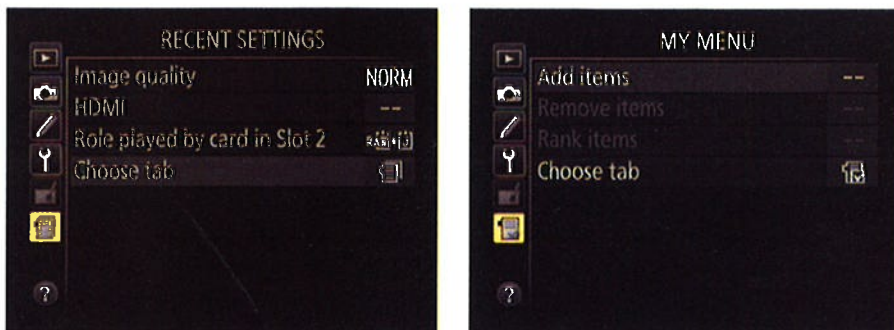 RECENT SETTINGS
Image quality NORM
HDMI --
Role played by card in Slot 2
Choose tab
?
MY MENU
Add items --
Remove items --
Rank items --
Choose tab
?